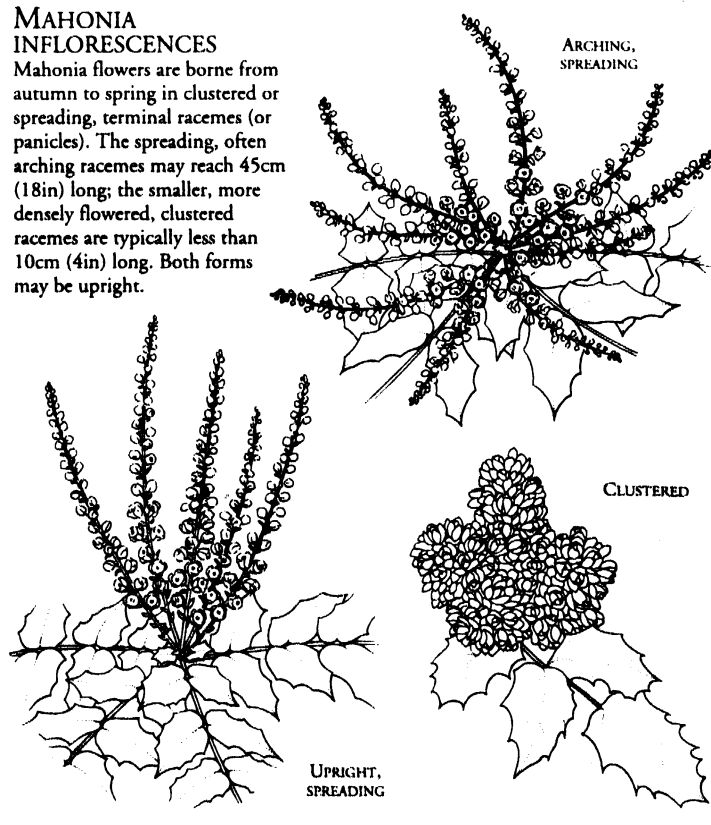 MAHONIA
INFLORESCENCES
Mahonia flowers are borne from
autumn to spring in clustered or
spreading, terminal racemes (or
panicles). The spreading, often
arching racemes may reach 45cm
(18in) long; the smaller, more
densely flowered, clustered
racemes are typically less than
10cm (4in) long. Both forms
may be upright.
ARCHING,
SPREADING
CLUSTERED
UPRIGHT,
SPREADING